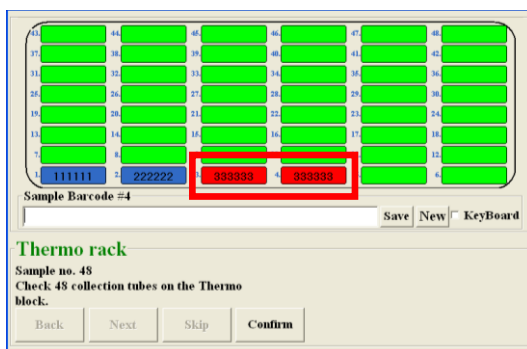 43. 44. 45. 46. 47. 48.
37. 38. 39. 40. 41. 42.
31. 32. 33. 34. 35. 36.
25. 26. 27. 28. 29. 30.
19. 20. 21. 22. 23. 24.
13. 14. 15. 16. 17. 18.
7. 8. 12.
1. 111111 2. 222222 3. 333333 4. 333333 5. 6.
Sample Barcode #4
Save New KeyBoard
Thermo rack
Sample no. 48
Check 48 collection tubes on the Thermo
block.
Back Next Skip Confirm